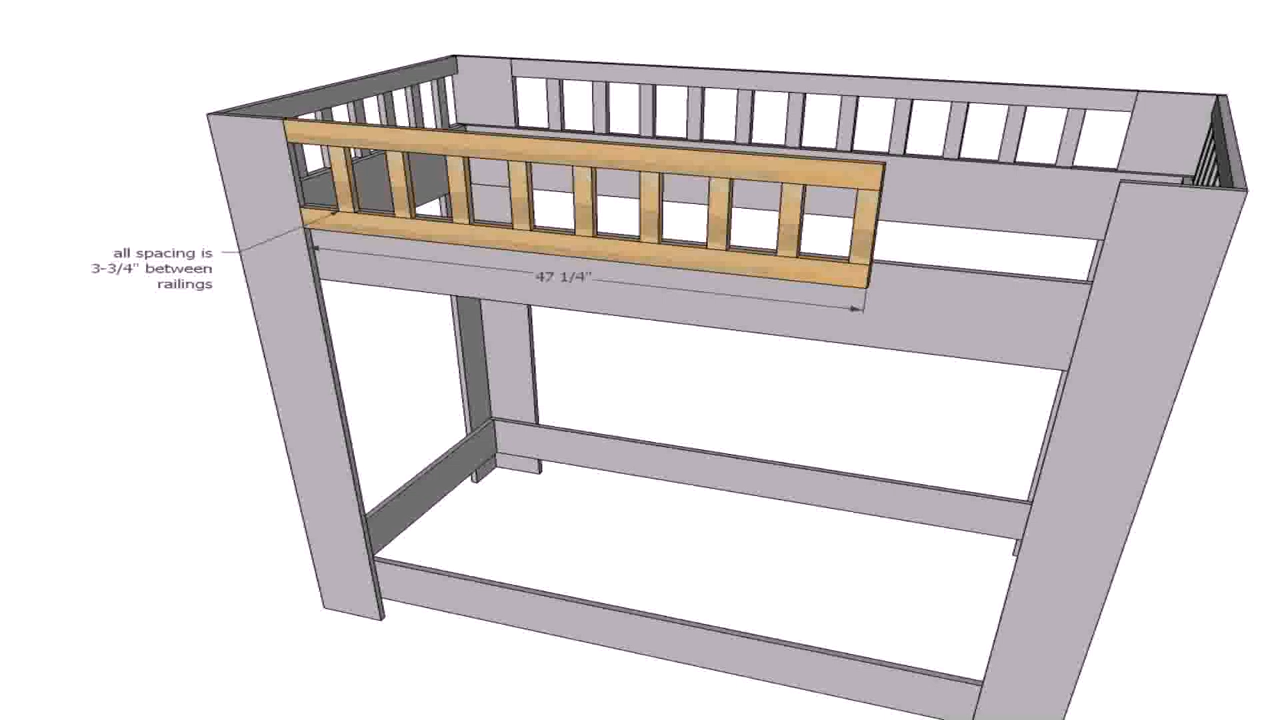 all spacing is
3-3/4" between
railings
47 1/4"